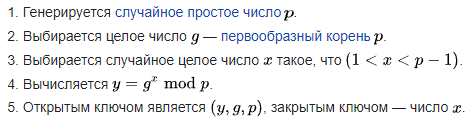 1. Генерируется случайное простое число p.
2. Выбирается целое число g — первообразный корень p.
3. Выбирается случайное целое число x такое, что (1 < x < p − 1).
4. Вычисляется y = gˣ mod p.
5. Открытым ключом является (y, g, p), закрытым ключом — число x.